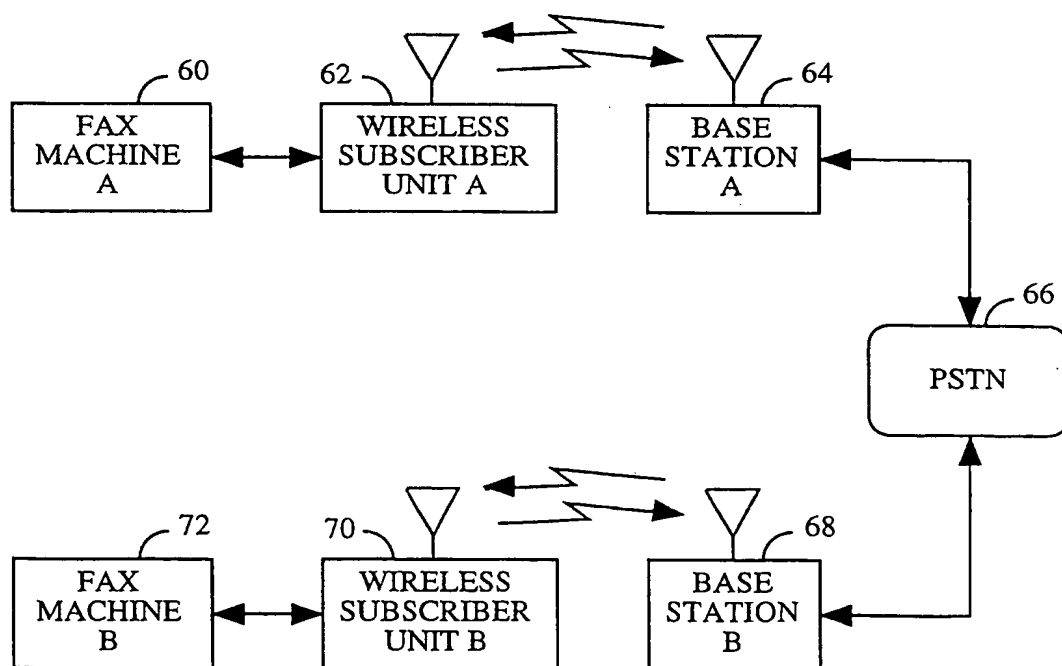 60
FAX
MACHINE
A
62
WIRELESS
SUBSCRIBER
UNIT A
64
BASE
STATION
A
66
PSTN
72
FAX
MACHINE
B
70
WIRELESS
SUBSCRIBER
UNIT B
68
BASE
STATION
B